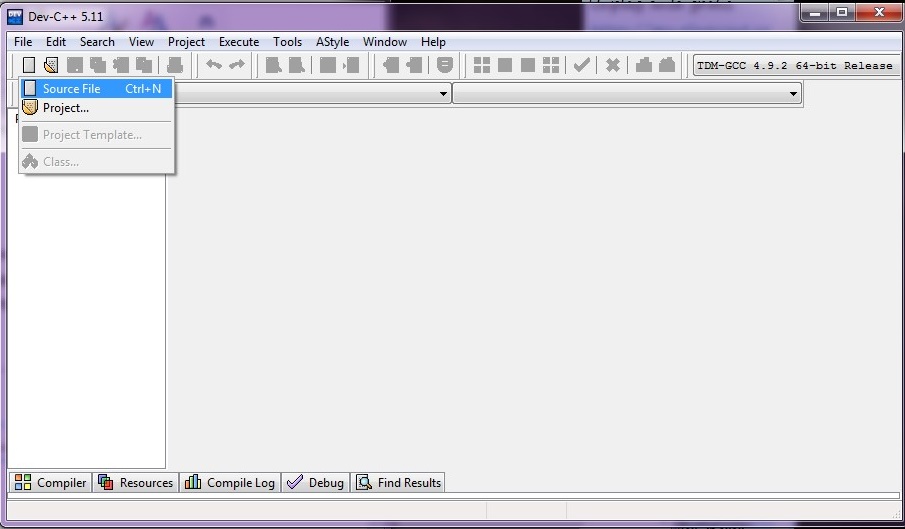 Dev-C++ 5.11
File Edit Search View Project Execute Tools AStyle Window Help
TDM-GCC 4.9.2 64-bit Release
Source File Ctrl+N
Project...
Project Template...
Class...
Compiler Resources Compile Log Debug Find Results